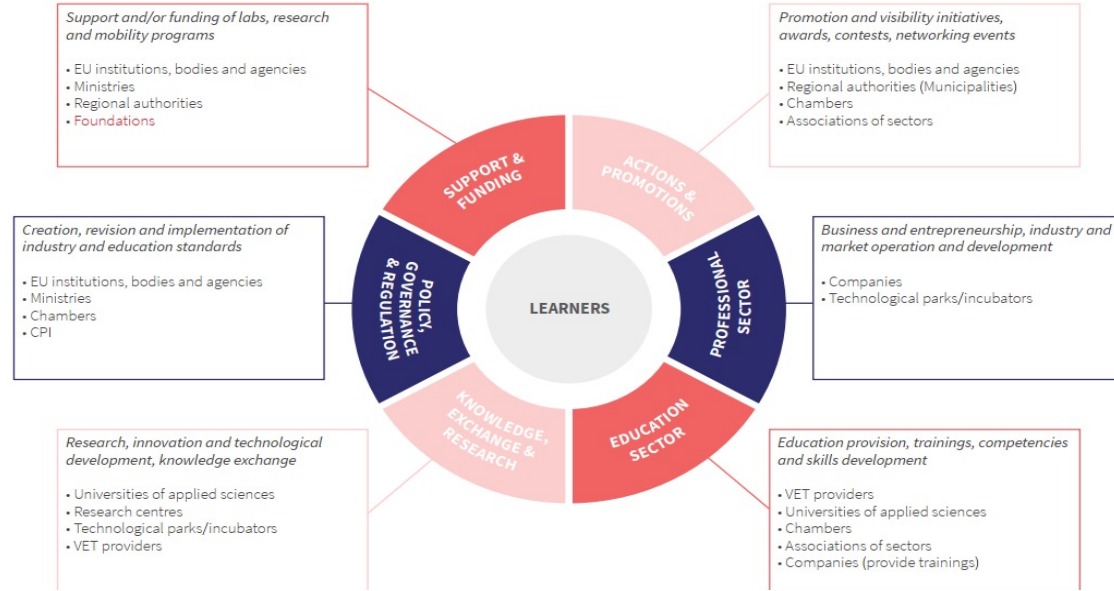 Support and/or funding of labs, research
and mobility programs
• EU institutions, bodies and agencies
• Ministries
• Regional authorities
• Foundations
Promotion and visibility initiatives,
awards, contests, networking events
• EU institutions, bodies and agencies
• Regional authorities (Municipalities)
• Chambers
• Associations of sectors
SUPPORT &
FUNDING
ACTIONS &
PROMOTIONS
Creation, revision and implementation of
industry and education standards
• EU institutions, bodies and agencies
• Ministries
• Chambers
• CPI
POLICY,
GOVERNANCE
& REGULATION
LEARNERS
PROFESSIONAL
SECTOR
Business and entrepreneurship, industry and
market operation and development
• Companies
• Technological parks/incubators
KNOWLEDGE,
EXCHANGE &
RESEARCH
EDUCATION
SECTOR
Research, innovation and technological
development, knowledge exchange
• Universities of applied sciences
• Research centres
• Technological parks/incubators
• VET providers
Education provision, trainings, competencies
and skills development
• VET providers
• Universities of applied sciences
• Chambers
• Associations of sectors
• Companies (provide trainings)